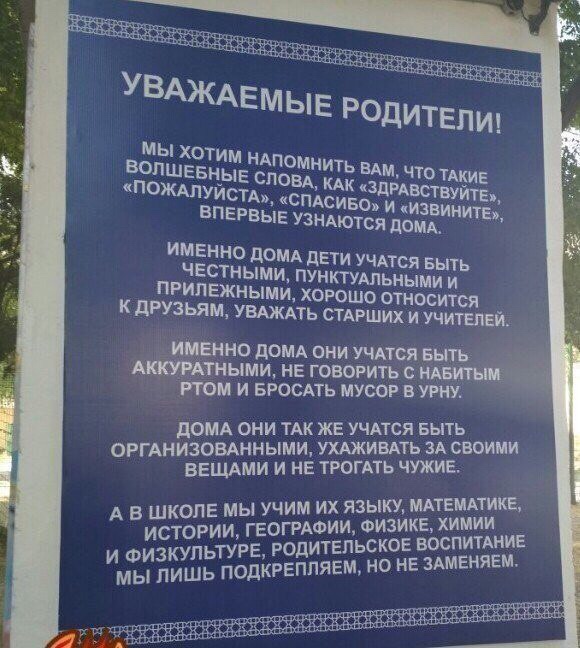 УВАЖАЕМЫЕ РОДИТЕЛИ!
МЫ ХОТИМ НАПОМНИТЬ ВАМ, ЧТО ТАКИЕ
ВОЛШЕБНЫЕ СЛОВА, КАК «ЗДРАВСТВУЙТЕ»,
«ПОЖАЛУЙСТА», «СПАСИБО» И «ИЗВИНИТЕ»,
ВПЕРВЫЕ УЗНАЮТСЯ ДОМА.
ИМЕННО ДОМА ДЕТИ УЧАТСЯ БЫТЬ
ЧЕСТНЫМИ, ПУНКТУАЛЬНЫМИ И
ПРИЛЕЖНЫМИ, ХОРОШО ОТНОСИТСЯ
К ДРУЗЬЯМ, УВАЖАТЬ СТАРШИХ И УЧИТЕЛЕЙ.
ИМЕННО ДОМА ОНИ УЧАТСЯ БЫТЬ
АККУРАТНЫМИ, НЕ ГОВОРИТЬ С НАБИТЫМ
РТОМ И БРОСАТЬ МУСОР В УРНУ.
ДОМА ОНИ ТАК ЖЕ УЧАТСЯ БЫТЬ
ОРГАНИЗОВАННЫМИ, УХАЖИВАТЬ ЗА СВОИМИ
ВЕЩАМИ И НЕ ТРОГАТЬ ЧУЖИЕ.
А В ШКОЛЕ МЫ УЧИМ ИХ ЯЗЫКУ, МАТЕМАТИКЕ,
ИСТОРИИ, ГЕОГРАФИИ, ФИЗИКЕ, ХИМИИ
И ФИЗКУЛЬТУРЕ, РОДИТЕЛЬСКОЕ ВОСПИТАНИЕ
МЫ ЛИШЬ ПОДКРЕПЛЯЕМ, НО НЕ ЗАМЕНЯЕМ.